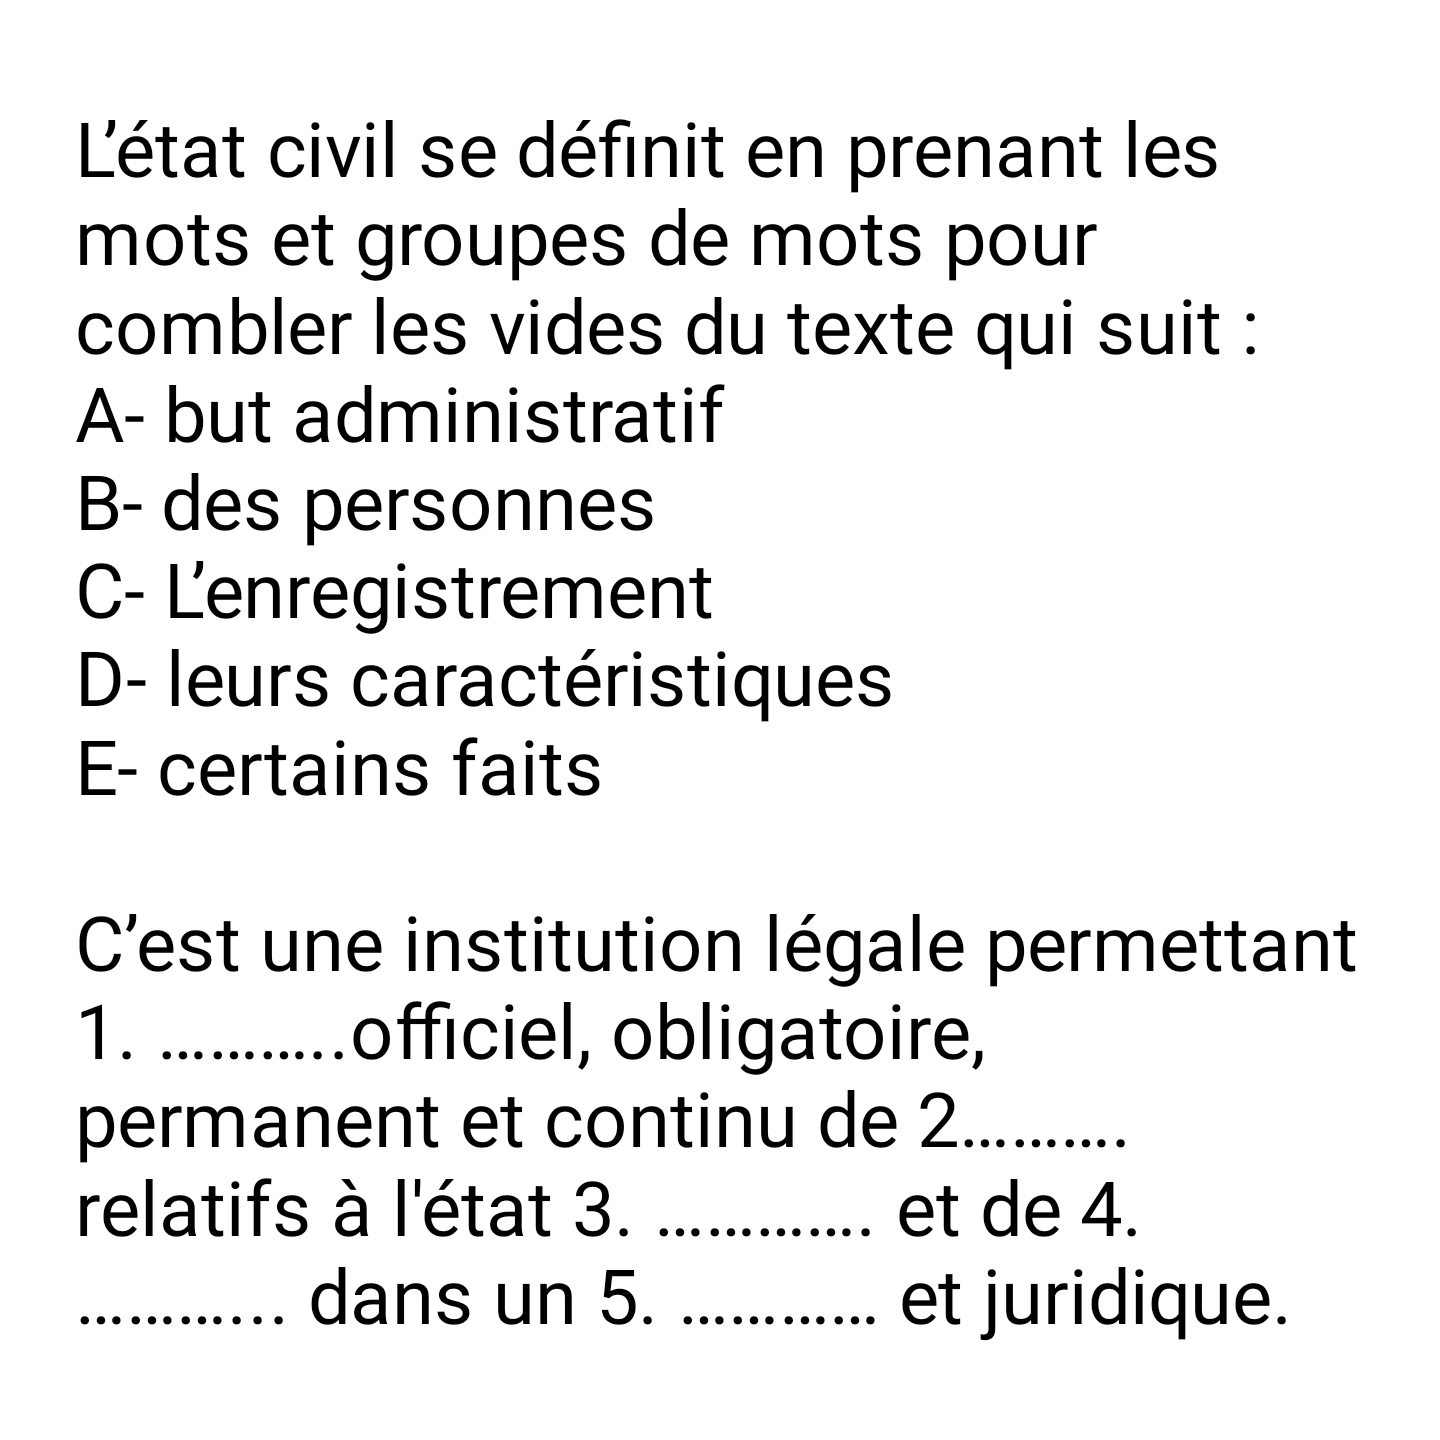 L’état civil se définit en prenant les
mots et groupes de mots pour
combler les vides du texte qui suit :
A- but administratif
B- des personnes
C- L’enregistrement
D- leurs caractéristiques
E- certains faits
C’est une institution légale permettant
1. ………..officiel, obligatoire,
permanent et continu de 2……….
relatifs à l'état 3. …………. et de 4.
………... dans un 5. ………… et juridique.